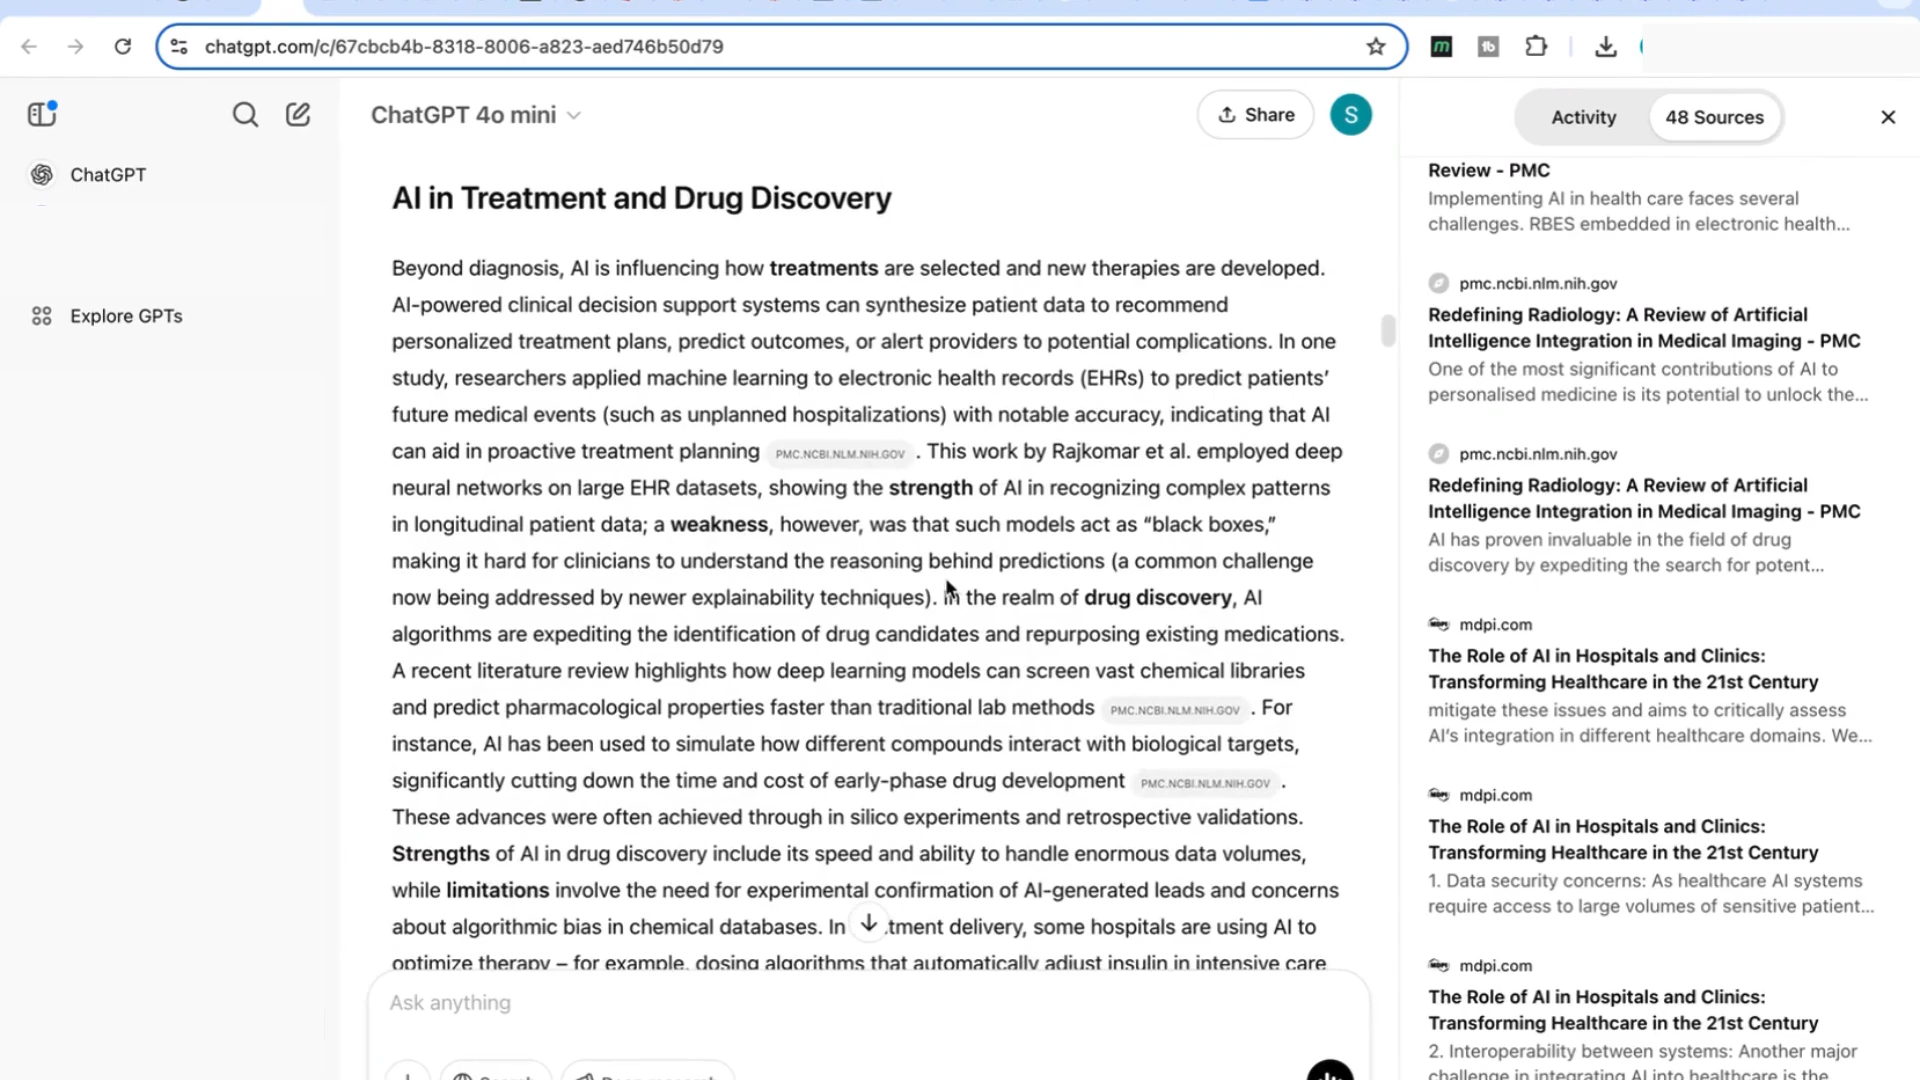 chatgpt.com/c/67cbcb4b-8318-8006-a823-aed746b50d79
ChatGPT
Explore GPTs
ChatGPT 4o mini
Share
S
AI in Treatment and Drug Discovery
Beyond diagnosis, AI is influencing how treatments are selected and new therapies are developed.
AI-powered clinical decision support systems can synthesize patient data to recommend
personalized treatment plans, predict outcomes, or alert providers to potential complications. In one
study, researchers applied machine learning to electronic health records (EHRs) to predict patients’
future medical events (such as unplanned hospitalizations) with notable accuracy, indicating that AI
can aid in proactive treatment planning PMC.NCBI.NLM.NIH.GOV . This work by Rajkomar et al. employed deep
neural networks on large EHR datasets, showing the strength of AI in recognizing complex patterns
in longitudinal patient data; a weakness, however, was that such models act as “black boxes,”
making it hard for clinicians to understand the reasoning behind predictions (a common challenge
now being addressed by newer explainability techniques). In the realm of drug discovery, AI
algorithms are expediting the identification of drug candidates and repurposing existing medications.
A recent literature review highlights how deep learning models can screen vast chemical libraries
and predict pharmacological properties faster than traditional lab methods PMC.NCBI.NLM.NIH.GOV . For
instance, AI has been used to simulate how different compounds interact with biological targets,
significantly cutting down the time and cost of early-phase drug development PMC.NCBI.NLM.NIH.GOV .
These advances were often achieved through in silico experiments and retrospective validations.
Strengths of AI in drug discovery include its speed and ability to handle enormous data volumes,
while limitations involve the need for experimental confirmation of AI-generated leads and concerns
about algorithmic bias in chemical databases. In tment delivery, some hospitals are using AI to
optimize therapy – for example, dosing algorithms that automatically adjust insulin in intensive care
Ask anything
Activity
48 Sources
Review - PMC
Implementing AI in health care faces several
challenges. RBES embedded in electronic health...
pmc.ncbi.nlm.nih.gov
Redefining Radiology: A Review of Artificial
Intelligence Integration in Medical Imaging - PMC
One of the most significant contributions of AI to
personalised medicine is its potential to unlock the...
pmc.ncbi.nlm.nih.gov
Redefining Radiology: A Review of Artificial
Intelligence Integration in Medical Imaging - PMC
AI has proven invaluable in the field of drug
discovery by expediting the search for potent...
mdpi.com
The Role of AI in Hospitals and Clinics:
Transforming Healthcare in the 21st Century
mitigate these issues and aims to critically assess
AI’s integration in different healthcare domains. We...
mdpi.com
The Role of AI in Hospitals and Clinics:
Transforming Healthcare in the 21st Century
1. Data security concerns: As healthcare AI systems
require access to large volumes of sensitive patient...
mdpi.com
The Role of AI in Hospitals and Clinics:
Transforming Healthcare in the 21st Century
2. Interoperability between systems: Another major
challenge in integrating AI into healthcare is the